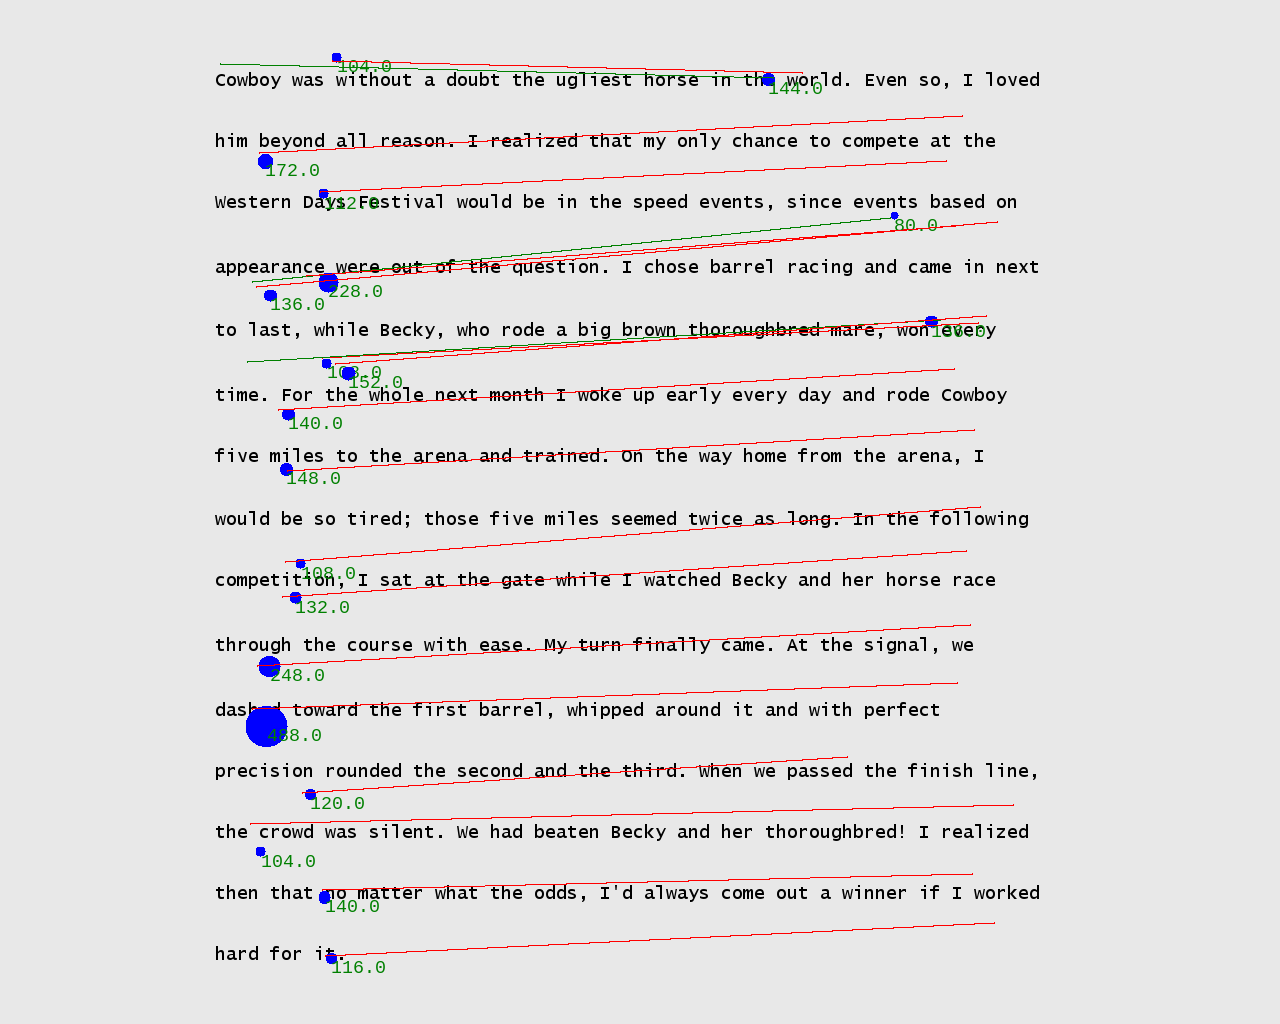 Cowboy was without a doubt the ugliest horse in the world. Even so, I loved
him beyond all reason. I realized that my only chance to compete at the
Western Days Festival would be in the speed events, since events based on
appearance were out of the question. I chose barrel racing and came in next
to last, while Becky, who rode a big brown thoroughbred mare, won every
time. For the whole next month I woke up early every day and rode Cowboy
five miles to the arena and trained. On the way home from the arena, I
would be so tired; those five miles seemed twice as long. In the following
competition, I sat at the gate while I watched Becky and her horse race
through the course with ease. My turn finally came. At the signal, we
dashed toward the first barrel, whipped around it and with perfect
precision rounded the second and the third. When we passed the finish line,
the crowd was silent. We had beaten Becky and her thoroughbred! I realized
then that no matter what the odds, I'd always come out a winner if I worked
hard for it.
104.0
144.0
172.0
112.0
80.0
228.0
136.0
152.0
140.0
148.0
108.0
132.0
248.0
488.0
120.0
104.0
140.0
116.0